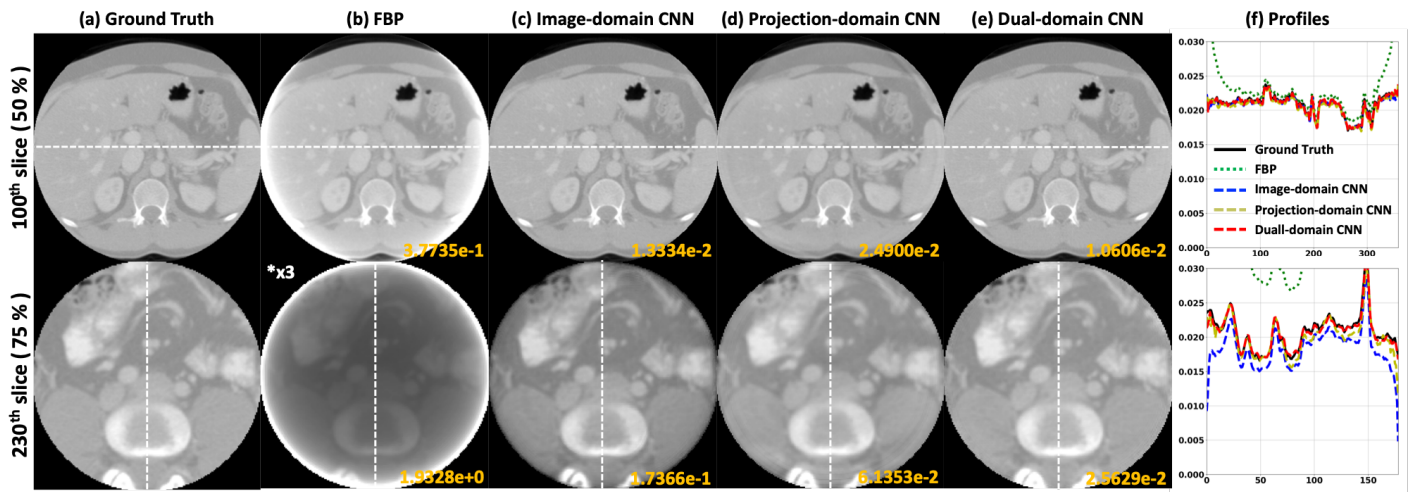 (a) Ground Truth
(b) FBP
(c) Image-domain CNN
(d) Projection-domain CNN
(e) Dual-domain CNN
(f) Profiles
100th slice ( 50 % )
3.7735e-1
1.3334e-2
2.4900e-2
1.0606e-2
0.030
0.025
0.020
0.015
0.010
0.005
0.000
Ground Truth
FBP
Image-domain CNN
Projection-domain CNN
Duall-domain CNN
0 100 200 300
230th slice ( 75 % )
*x3
1.9328e+0
1.7366e-1
6.1353e-2
2.5629e-2
0.030
0.025
0.020
0.015
0.010
0.005
0.000
0 50 100 150